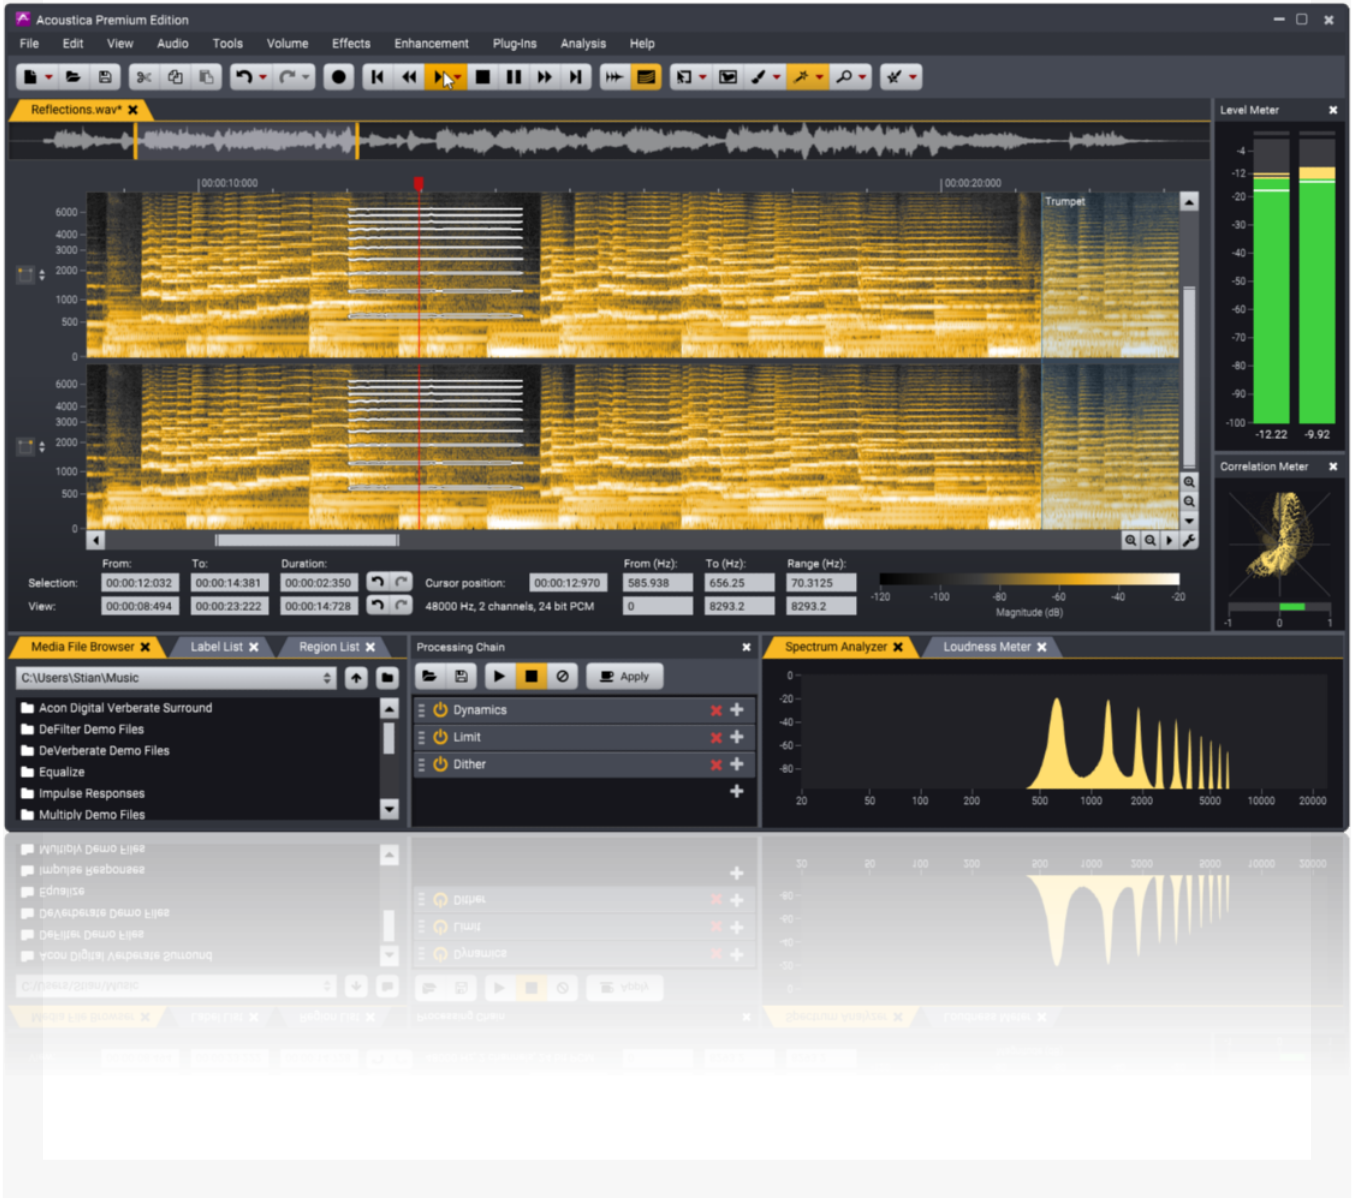 Acoustica Premium Edition
File Edit View Audio Tools Volume Effects Enhancement Plug-Ins Analysis Help
Reflections.wav*
Level Meter
00:00:10:000 00:00:20:000
Trumpet
6000
4000
3000
2000
1000
500
0
6000
4000
3000
2000
1000
500
0
-4
-12
-20
-30
-40
-50
-60
-70
-80
-90
-100
-12.22 -9.92
Correlation Meter
-1 0 1
From: To: Duration: From (Hz): To (Hz): Range (Hz):
Selection: 00:00:12:032 00:00:14:381 00:00:02:350 Cursor position: 00:00:12:970 585.938 656.25 70.3125
View: 00:00:08:494 00:00:23:222 00:00:14:728 48000 Hz, 2 channels, 24 bit PCM 0 8293.2 8293.2
-120 -100 -80 -60 -40 -20
Magnitude (dB)
Media File Browser Label List Region List
C:\Users\Stian\Music
Acon Digital Verberate Surround
DeFilter Demo Files
DeVerberate Demo Files
Equalize
Impulse Responses
Multiply Demo Files
Processing Chain
Apply
Dynamics
Limit
Dither
Spectrum Analyzer Loudness Meter
0
-20
-40
-60
-80
20 50 100 200 500 1000 2000 5000 10000 20000